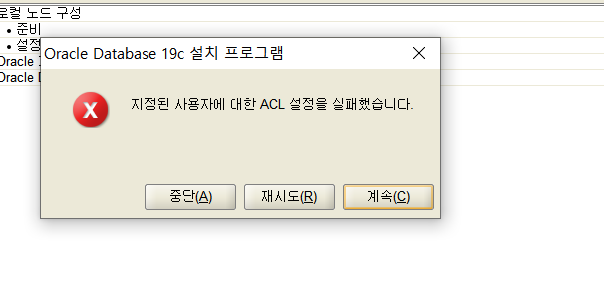 로컬 노드 구성
• 준비
• 설정
Oracle Database 19c 설치 프로그램
Oracle
Oracle
지정된 사용자에 대한 ACL 설정을 실패했습니다.
중단(A)
재시도(R)
계속(C)